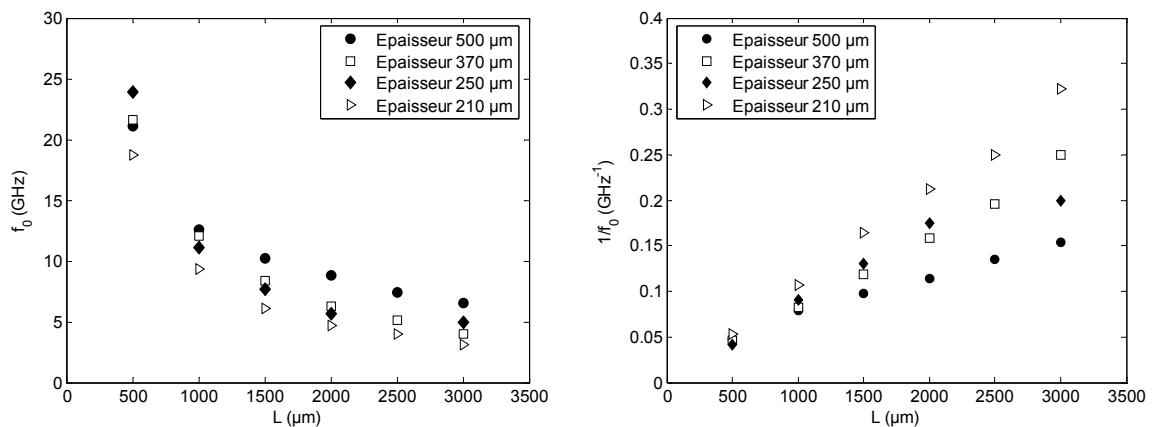 30
25
20
15
10
5
0
f0 (GHz)
0 500 1000 1500 2000 2500 3000 3500
L (µm)
Epaisseur 500 µm
Epaisseur 370 µm
Epaisseur 250 µm
Epaisseur 210 µm
0.4
0.35
0.3
0.25
0.2
0.15
0.1
0.05
0
1/f0 (GHz-1)
0 500 1000 1500 2000 2500 3000 3500
L (µm)
Epaisseur 500 µm
Epaisseur 370 µm
Epaisseur 250 µm
Epaisseur 210 µm